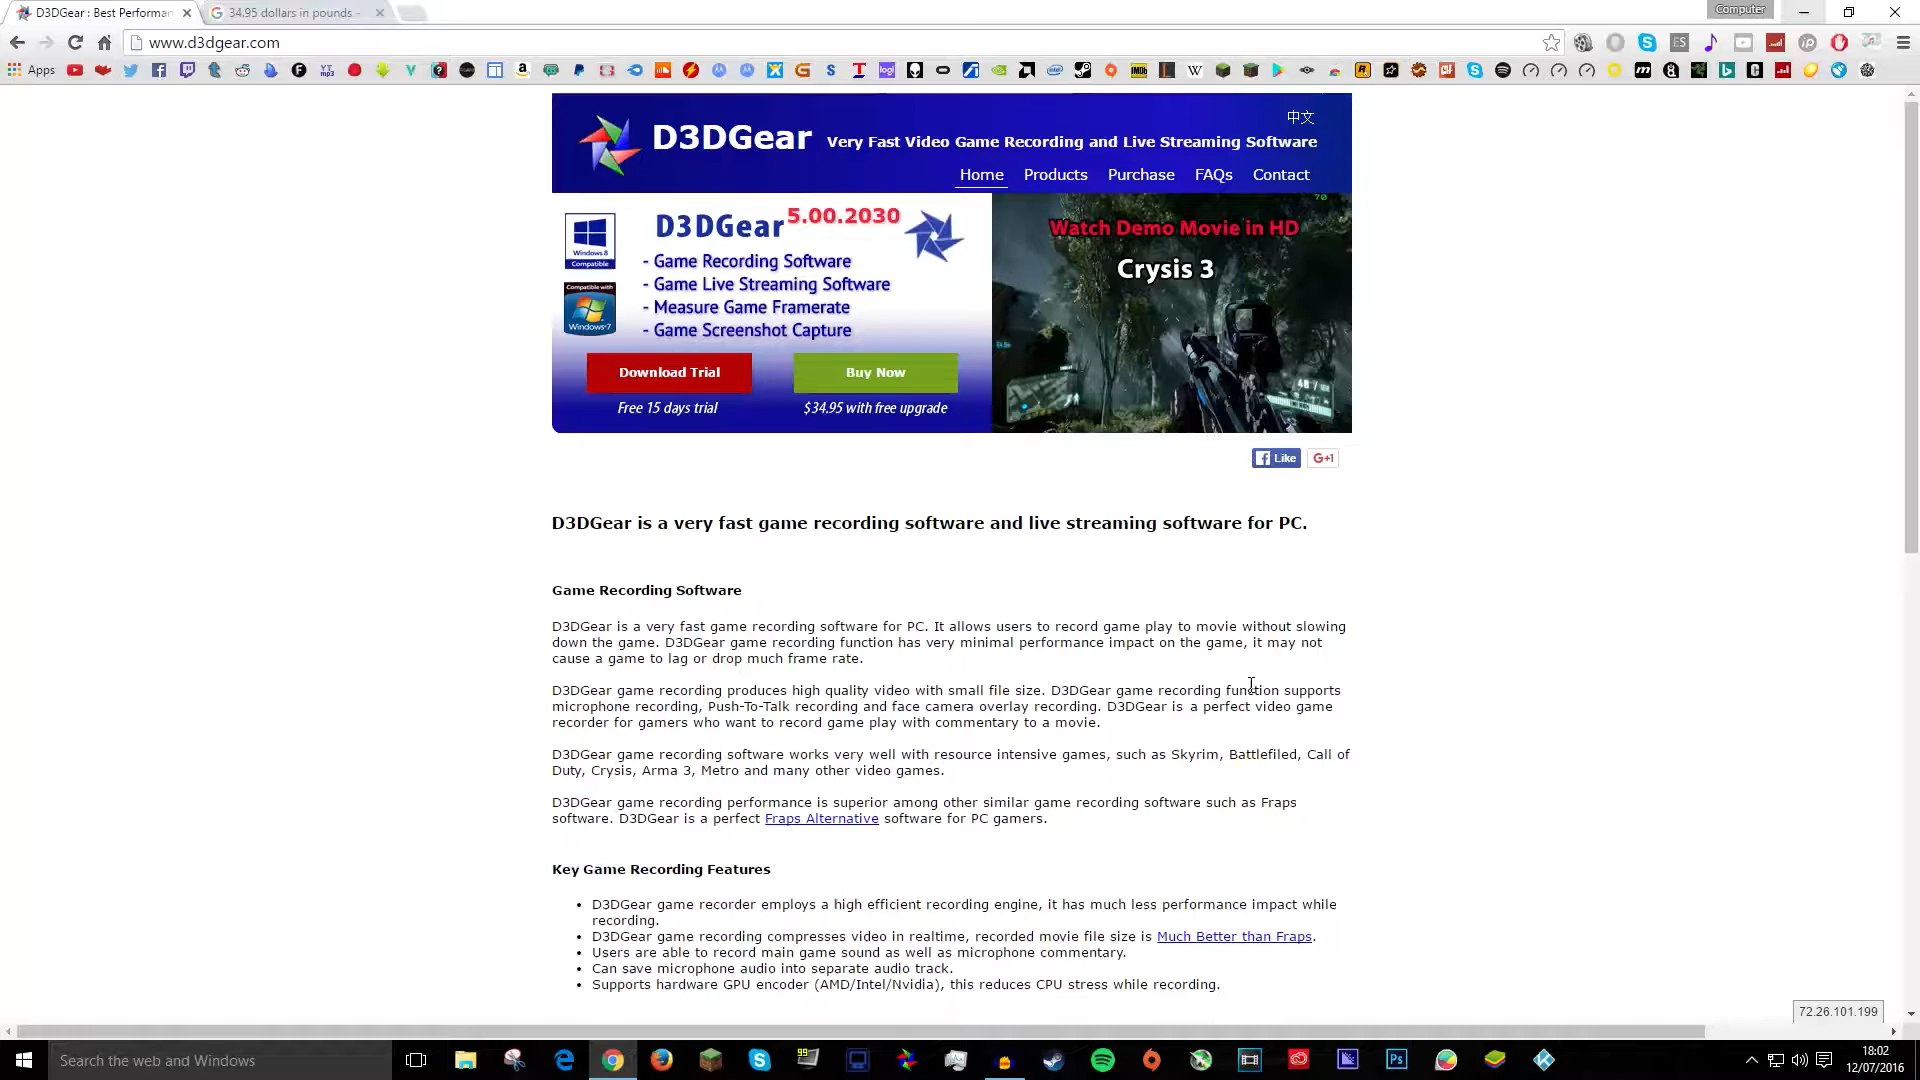 D3DGear : Best Performan
34.95 dollars in pounds -
Computer
www.d3dgear.com
Apps
中文
D3DGear
Very Fast Video Game Recording and Live Streaming Software
Home Products Purchase FAQs Contact
D3DGear 5.00.2030
Windows 8
Compatible
- Game Recording Software
- Game Live Streaming Software
- Measure Game Framerate
- Game Screenshot Capture
Compatible with
Windows 7
Download Trial
Buy Now
Free 15 days trial
$34.95 with free upgrade
70
Watch Demo Movie in HD
Crysis 3
Like
G+1
D3DGear is a very fast game recording software and live streaming software for PC.
Game Recording Software
D3DGear is a very fast game recording software for PC. It allows users to record game play to movie without slowing
down the game. D3DGear game recording function has very minimal performance impact on the game, it may not
cause a game to lag or drop much frame rate.
D3DGear game recording produces high quality video with small file size. D3DGear game recording function supports
microphone recording, Push-To-Talk recording and face camera overlay recording. D3DGear is a perfect video game
recorder for gamers who want to record game play with commentary to a movie.
D3DGear game recording software works very well with resource intensive games, such as Skyrim, Battlefiled, Call of
Duty, Crysis, Arma 3, Metro and many other video games.
D3DGear game recording performance is superior among other similar game recording software such as Fraps
software. D3DGear is a perfect Fraps Alternative software for PC gamers.
Key Game Recording Features
D3DGear game recorder employs a high efficient recording engine, it has much less performance impact while
recording.
D3DGear game recording compresses video in realtime, recorded movie file size is Much Better than Fraps.
Users are able to record main game sound as well as microphone commentary.
Can save microphone audio into separate audio track.
Supports hardware GPU encoder (AMD/Intel/Nvidia), this reduces CPU stress while recording.
72.26.101.199
Search the web and Windows
18:02
12/07/2016